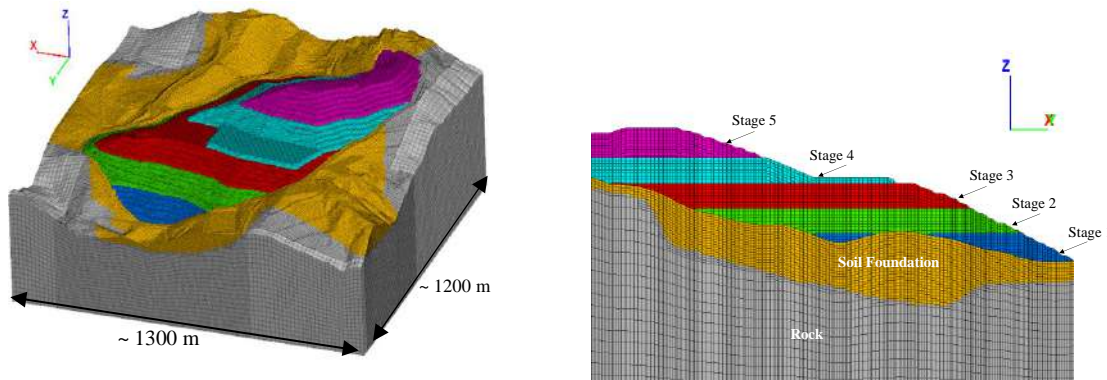 Z
X
Y
~ 1200 m
~ 1300 m
Z
X
Stage 5
Stage 4
Stage 3
Stage 2
Stage
Soil Foundation
Rock